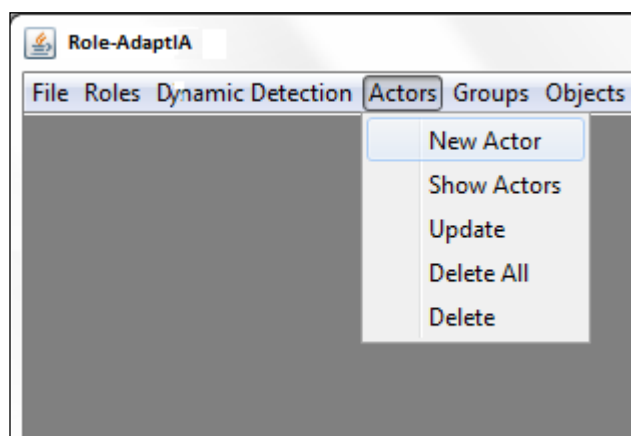 Role-AdaptIA
File Roles Dynamic Detection Actors Groups Objects
New Actor
Show Actors
Update
Delete All
Delete